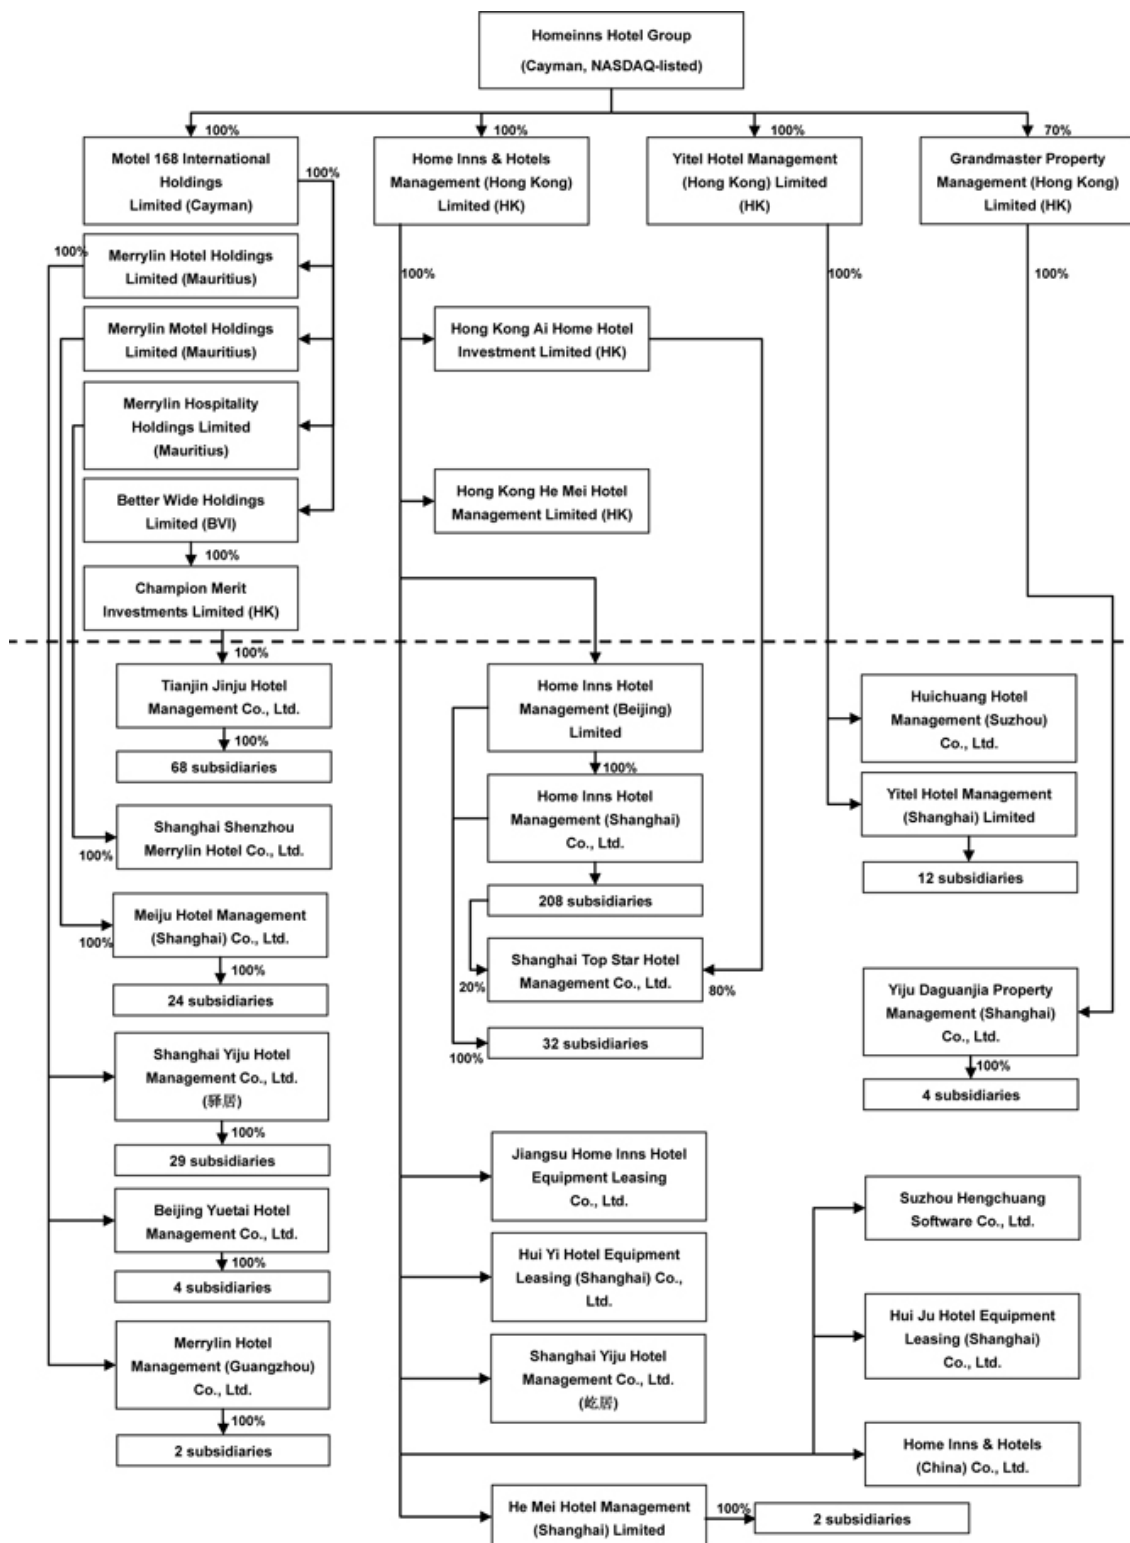 Homeinns Hotel Group
(Cayman, NASDAQ-listed)
100%
100%
100%
70%
Motel 168 International
Holdings
Limited (Cayman)
100%
Home Inns & Hotels
Management (Hong Kong)
Limited (HK)
Yitel Hotel Management
(Hong Kong) Limited
(HK)
Grandmaster Property
Management (Hong Kong)
Limited (HK)
100%
Merrylin Hotel Holdings
Limited (Mauritius)
100%
100%
100%
Merrylin Motel Holdings
Limited (Mauritius)
Hong Kong Ai Home Hotel
Investment Limited (HK)
Merrylin Hospitality
Holdings Limited
(Mauritius)
Better Wide Holdings
Limited (BVI)
Hong Kong He Mei Hotel
Management Limited (HK)
100%
Champion Merit
Investments Limited (HK)
100%
Tianjin Jinju Hotel
Management Co., Ltd.
Home Inns Hotel
Management (Beijing)
Limited
Huichuang Hotel
Management (Suzhou)
Co., Ltd.
100%
68 subsidiaries
100%
Home Inns Hotel
Management (Shanghai)
Co., Ltd.
Yitel Hotel Management
(Shanghai) Limited
Shanghai Shenzhou
Merrylin Hotel Co., Ltd.
100%
12 subsidiaries
208 subsidiaries
Meiju Hotel Management
(Shanghai) Co., Ltd.
100%
100%
24 subsidiaries
Shanghai Top Star Hotel
Management Co., Ltd.
20%
80%
Yiju Daguanjia Property
Management (Shanghai)
Co., Ltd.
32 subsidiaries
100%
100%
4 subsidiaries
Shanghai Yiju Hotel
Management Co., Ltd.
(驿居)
100%
29 subsidiaries
Jiangsu Home Inns Hotel
Equipment Leasing
Co., Ltd.
Suzhou Hengchuang
Software Co., Ltd.
Beijing Yuetai Hotel
Management Co., Ltd.
100%
4 subsidiaries
Hui Yi Hotel Equipment
Leasing (Shanghai) Co.,
Ltd.
Hui Ju Hotel Equipment
Leasing (Shanghai)
Co., Ltd.
Merrylin Hotel
Management (Guangzhou)
Co., Ltd.
100%
2 subsidiaries
Shanghai Yiju Hotel
Management Co., Ltd.
(屹居)
Home Inns & Hotels
(China) Co., Ltd.
He Mei Hotel Management
(Shanghai) Limited
100%
2 subsidiaries